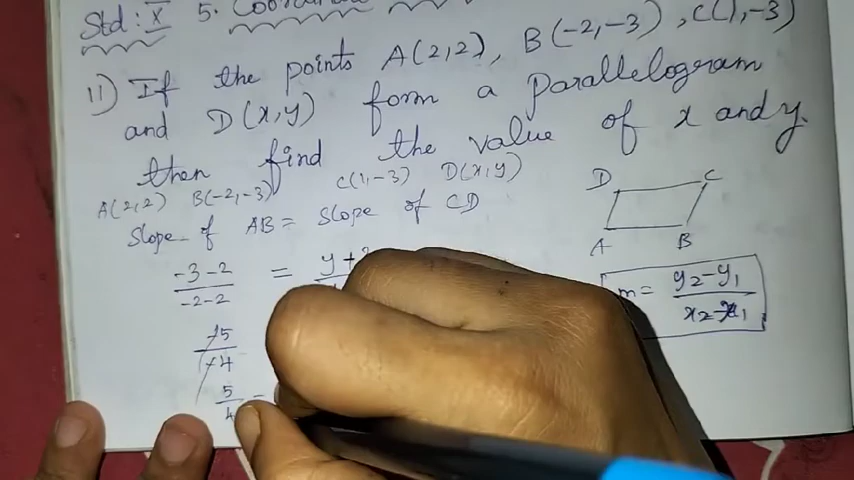 Std: X 5.
11) If the points A(2,2), B(-2,-3), C(1,-3)
and D(x,y) form a parallelogram
then find the value of x and y.
A(2,2) B(-2,-3) C(1,-3) D(x,y)
Slope of AB = Slope of CD
-3-2 / -2-2 = y+
-5 / -4
5 / 4 =
D C
A B
m = y2-y1 / x2-x1